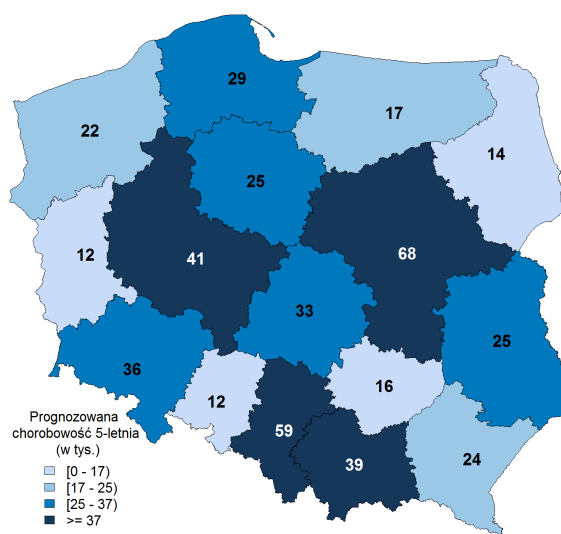 29
22
17
14
25
12
41
68
33
25
36
12
16
59
39
24
Prognozowana
chorobowość 5-letnia
(w tys.)
[0 - 17)
[17 - 25)
[25 - 37)
>= 37